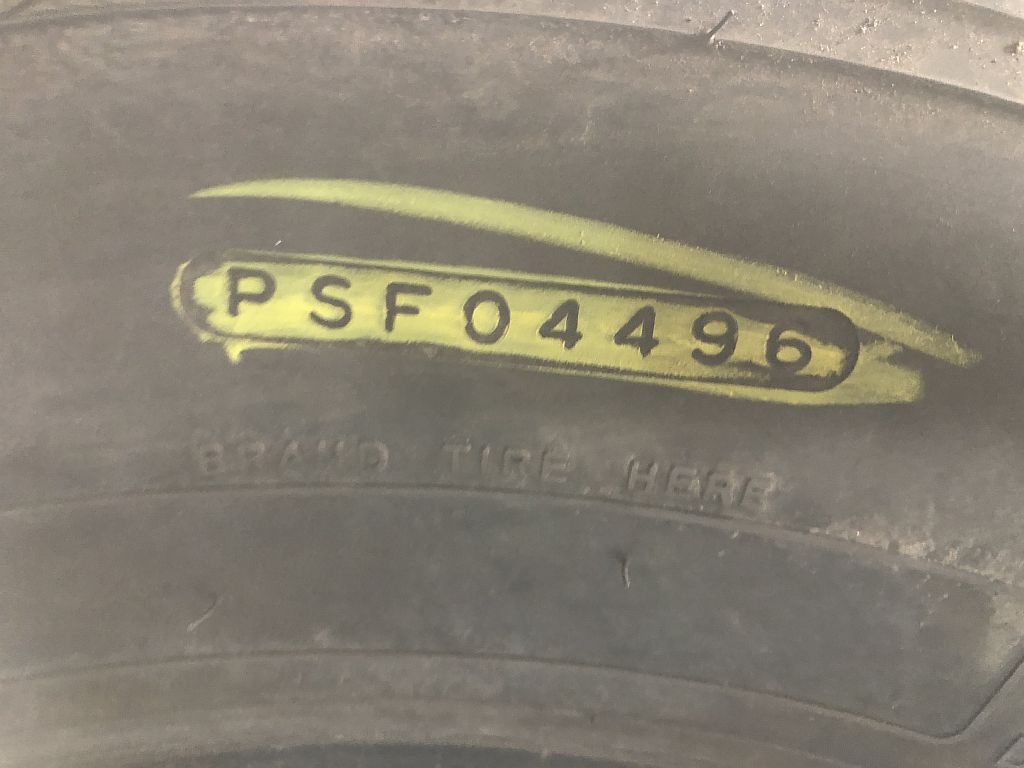 PSF04496
BRAND TIRE HERE